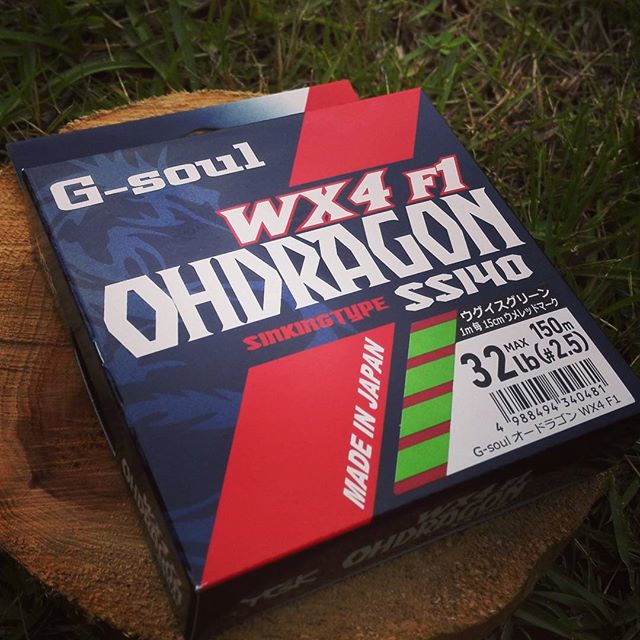 G-soul
WX4 F1
OHDRAGON
SINKINGTYPE SS140
ウグイスグリーン
1m毎 15cmウメレッドマーク
MAX 150m
32lb(#2.5)
4 988494 340481
G-soul オードラゴン WX4 F1
MADE IN JAPAN
WX4 F1
OHDRAGON
YGK